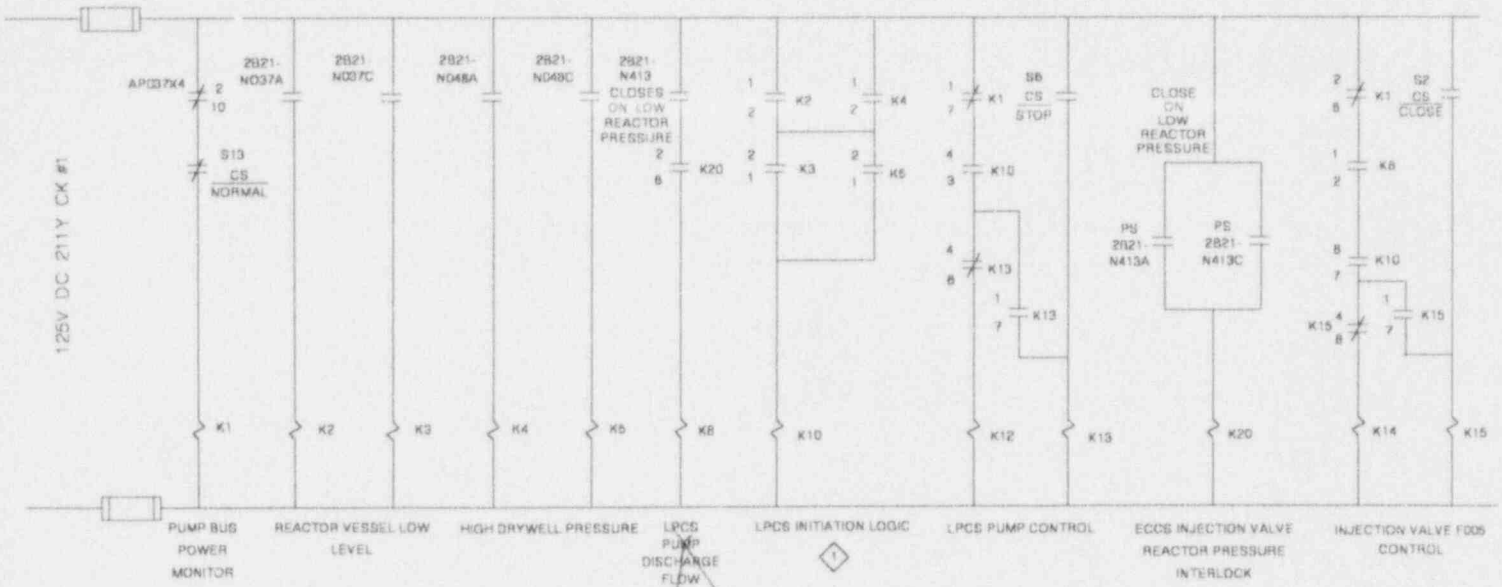 125V DC 211Y CK #1
AP037X4
2
10
S13
CS
NORMAL
K1
2B21-
N037A
K2
2B21
N037C
K3
2B21-
N048A
K4
2B21-
N048C
K5
2B21-
N413
CLOSES
ON LOW
REACTOR
PRESSURE
2
6
K20
K8
1
2
K2
1
2
K4
2
1
K3
2
1
K5
K10
1
7
K1
4
3
K10
4
8
K13
1
7
K13
K12
S6
CS
STOP
K13
CLOSE
ON
LOW
REACTOR
PRESSURE
PS
2B21-
N413A
PS
2B21-
N413C
K20
2
6
K1
1
2
K8
8
7
K10
K15
4
8
1
7
K15
K14
S2
CS
CLOSE
K15
PUMP BUS
POWER
MONITOR
REACTOR VESSEL LOW
LEVEL
HIGH DRYWELL PRESSURE
LPCS
PUMP
DISCHARGE
FLOW
LPCS INITIATION LOGIC
1
LPCS PUMP CONTROL
ECCS INJECTION VALVE
REACTOR PRESSURE
INTERLOCK
INJECTION VALVE F005
CONTROL